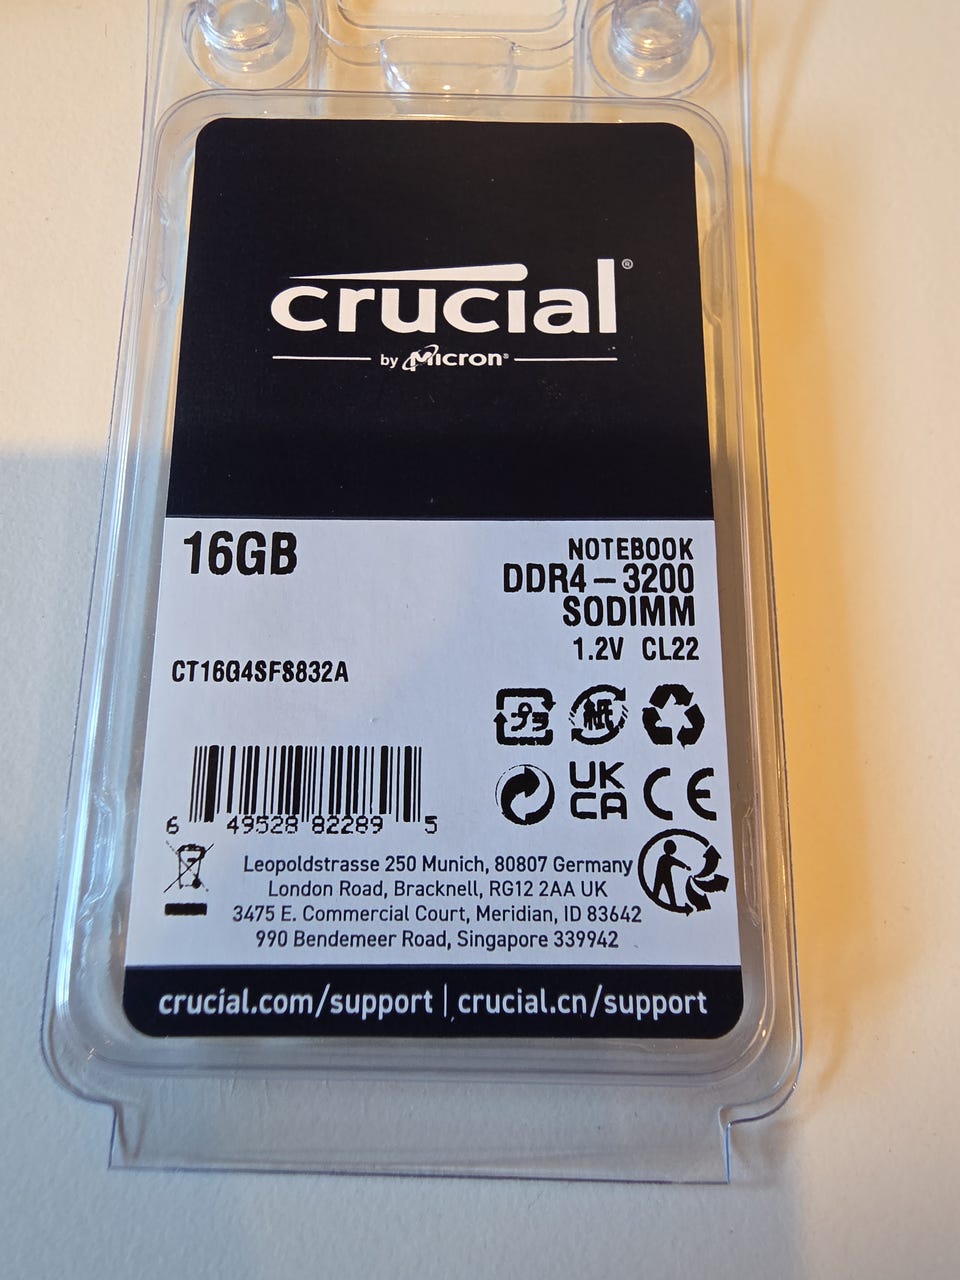 crucial®
by Micron®
16GB
NOTEBOOK
DDR4-3200
SODIMM
1.2V CL22
CT16G4SFS832A
プラ
紙
UK
CA
CE
6 49528 82289 5
Leopoldstrasse 250 Munich, 80807 Germany
London Road, Bracknell, RG12 2AA UK
3475 E. Commercial Court, Meridian, ID 83642
990 Bendemeer Road, Singapore 339942
crucial.com/support | crucial.cn/support